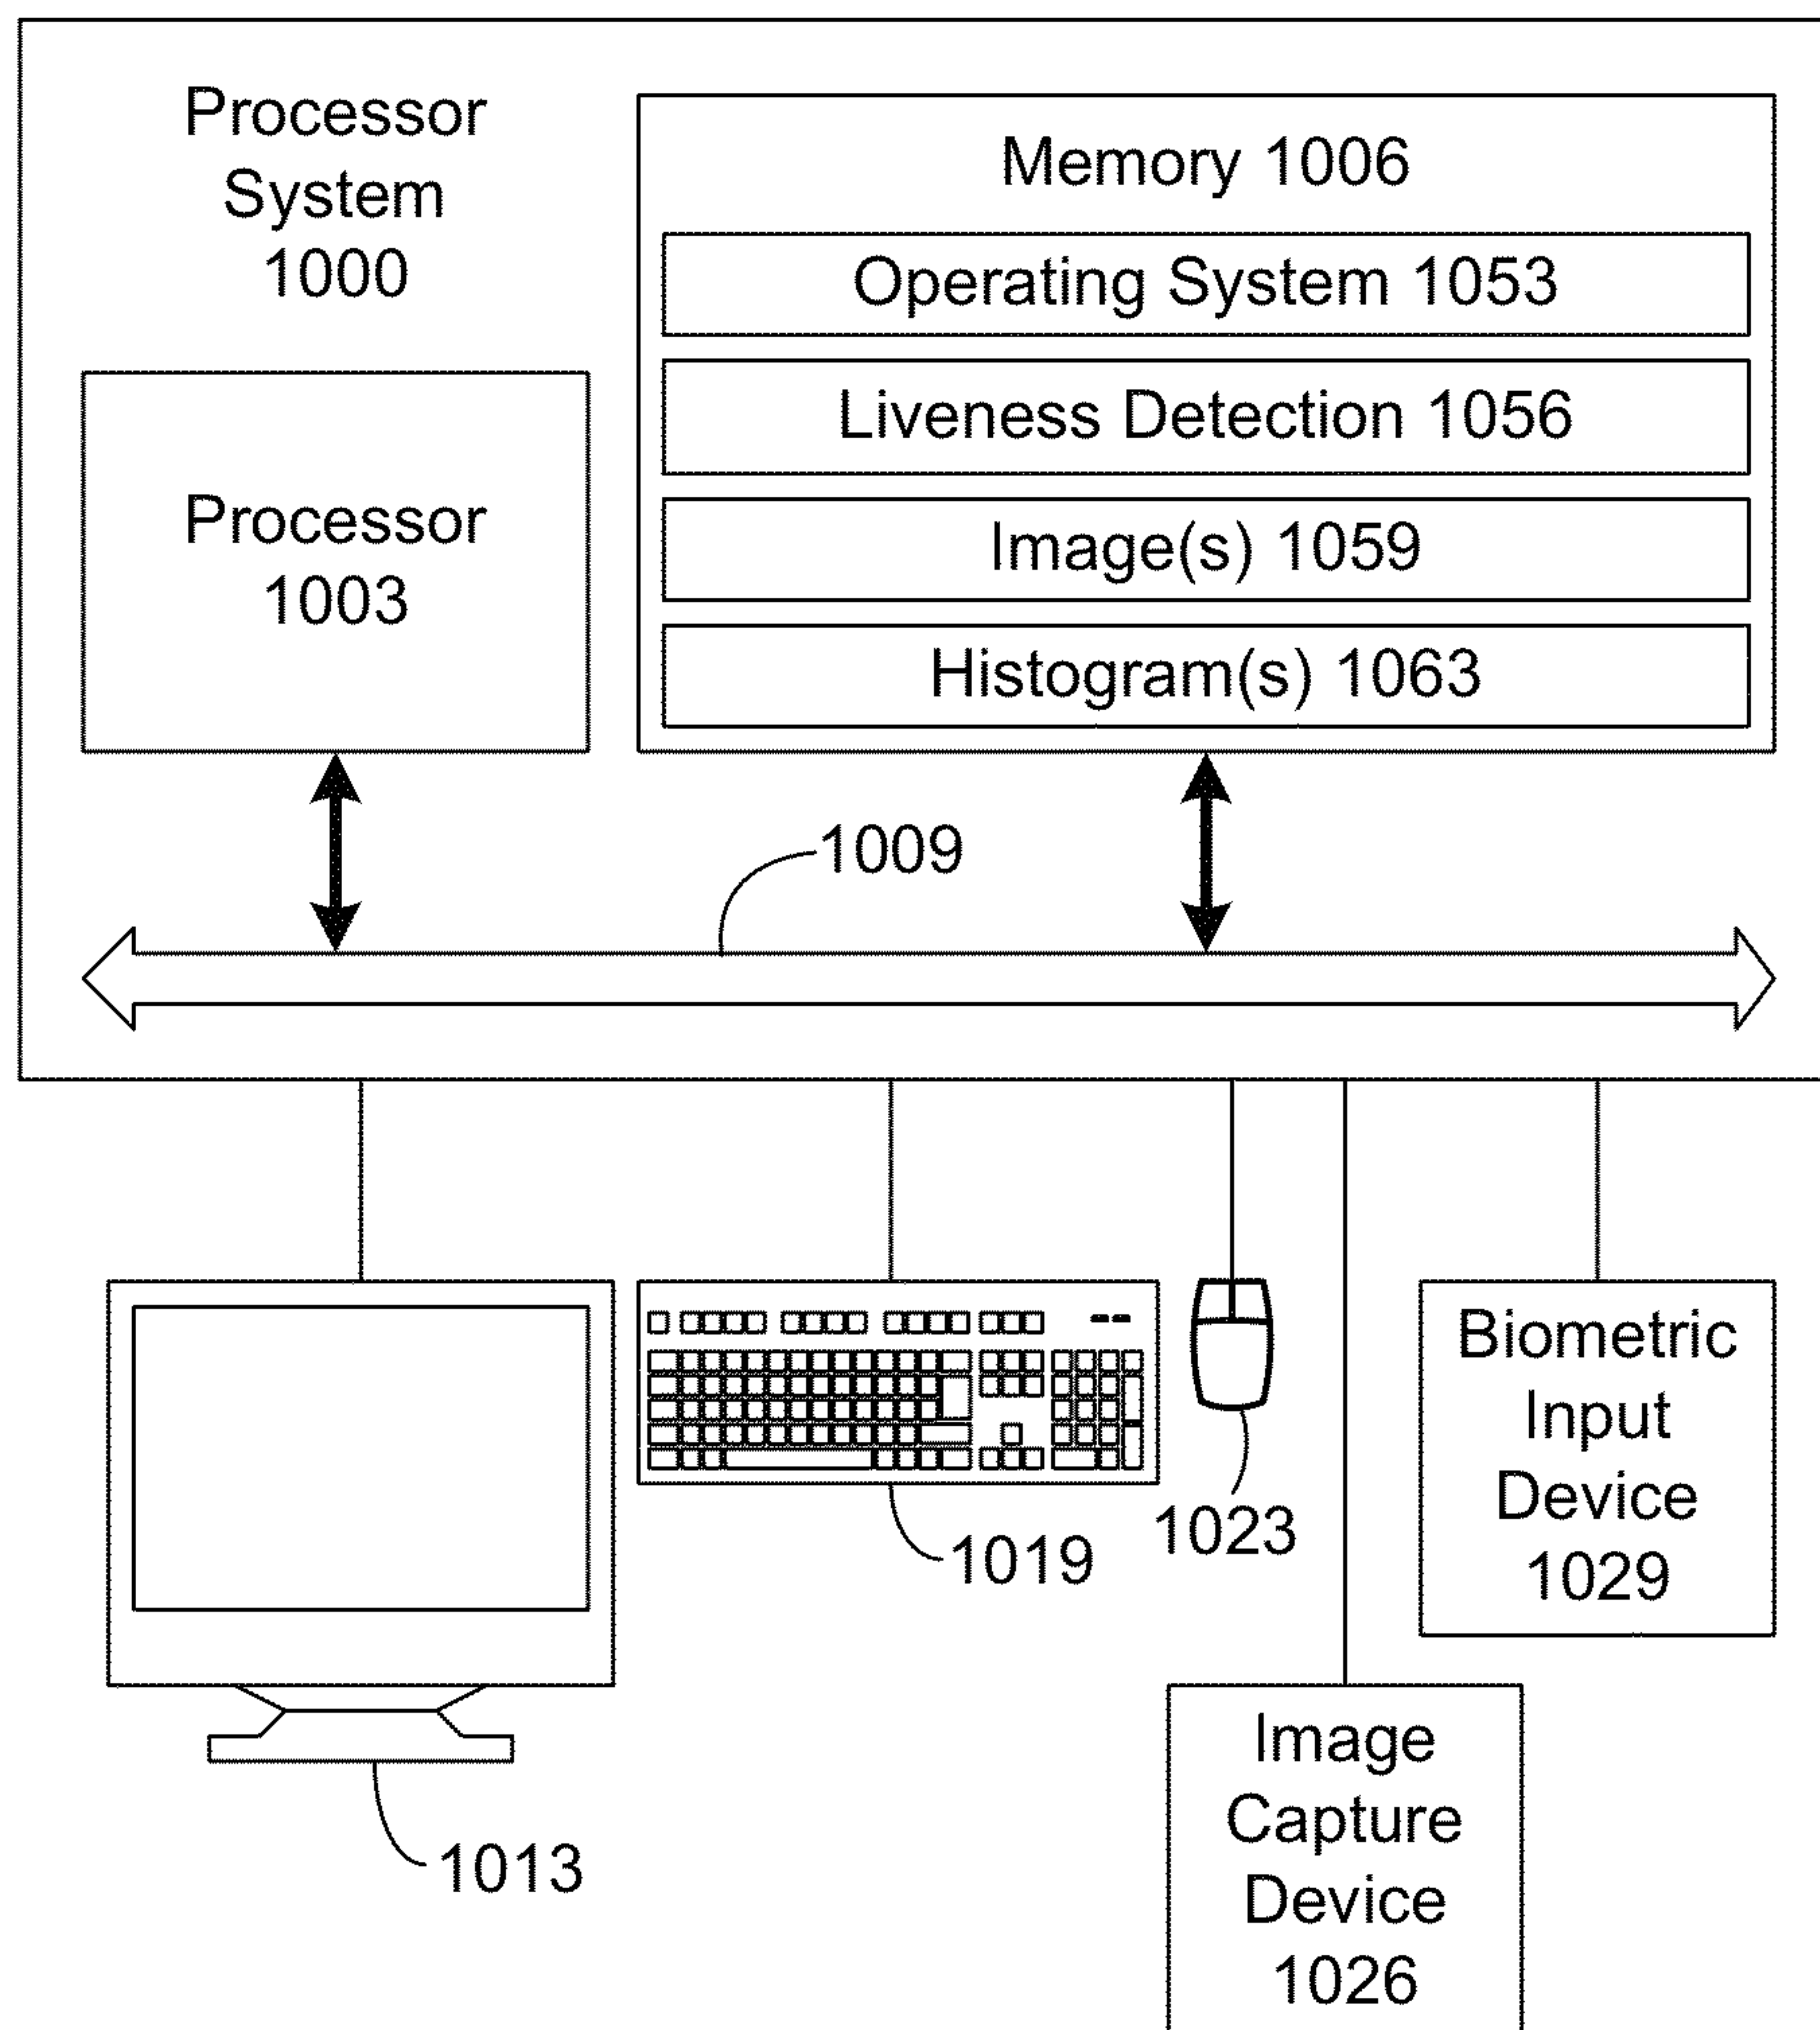 Processor
System
1000
Memory 1006
Operating System 1053
Liveness Detection 1056
Image(s) 1059
Histogram(s) 1063
Processor
1003
1009
Biometric
Input
Device
1029
1023
1019
Image
Capture
Device
1026
1013